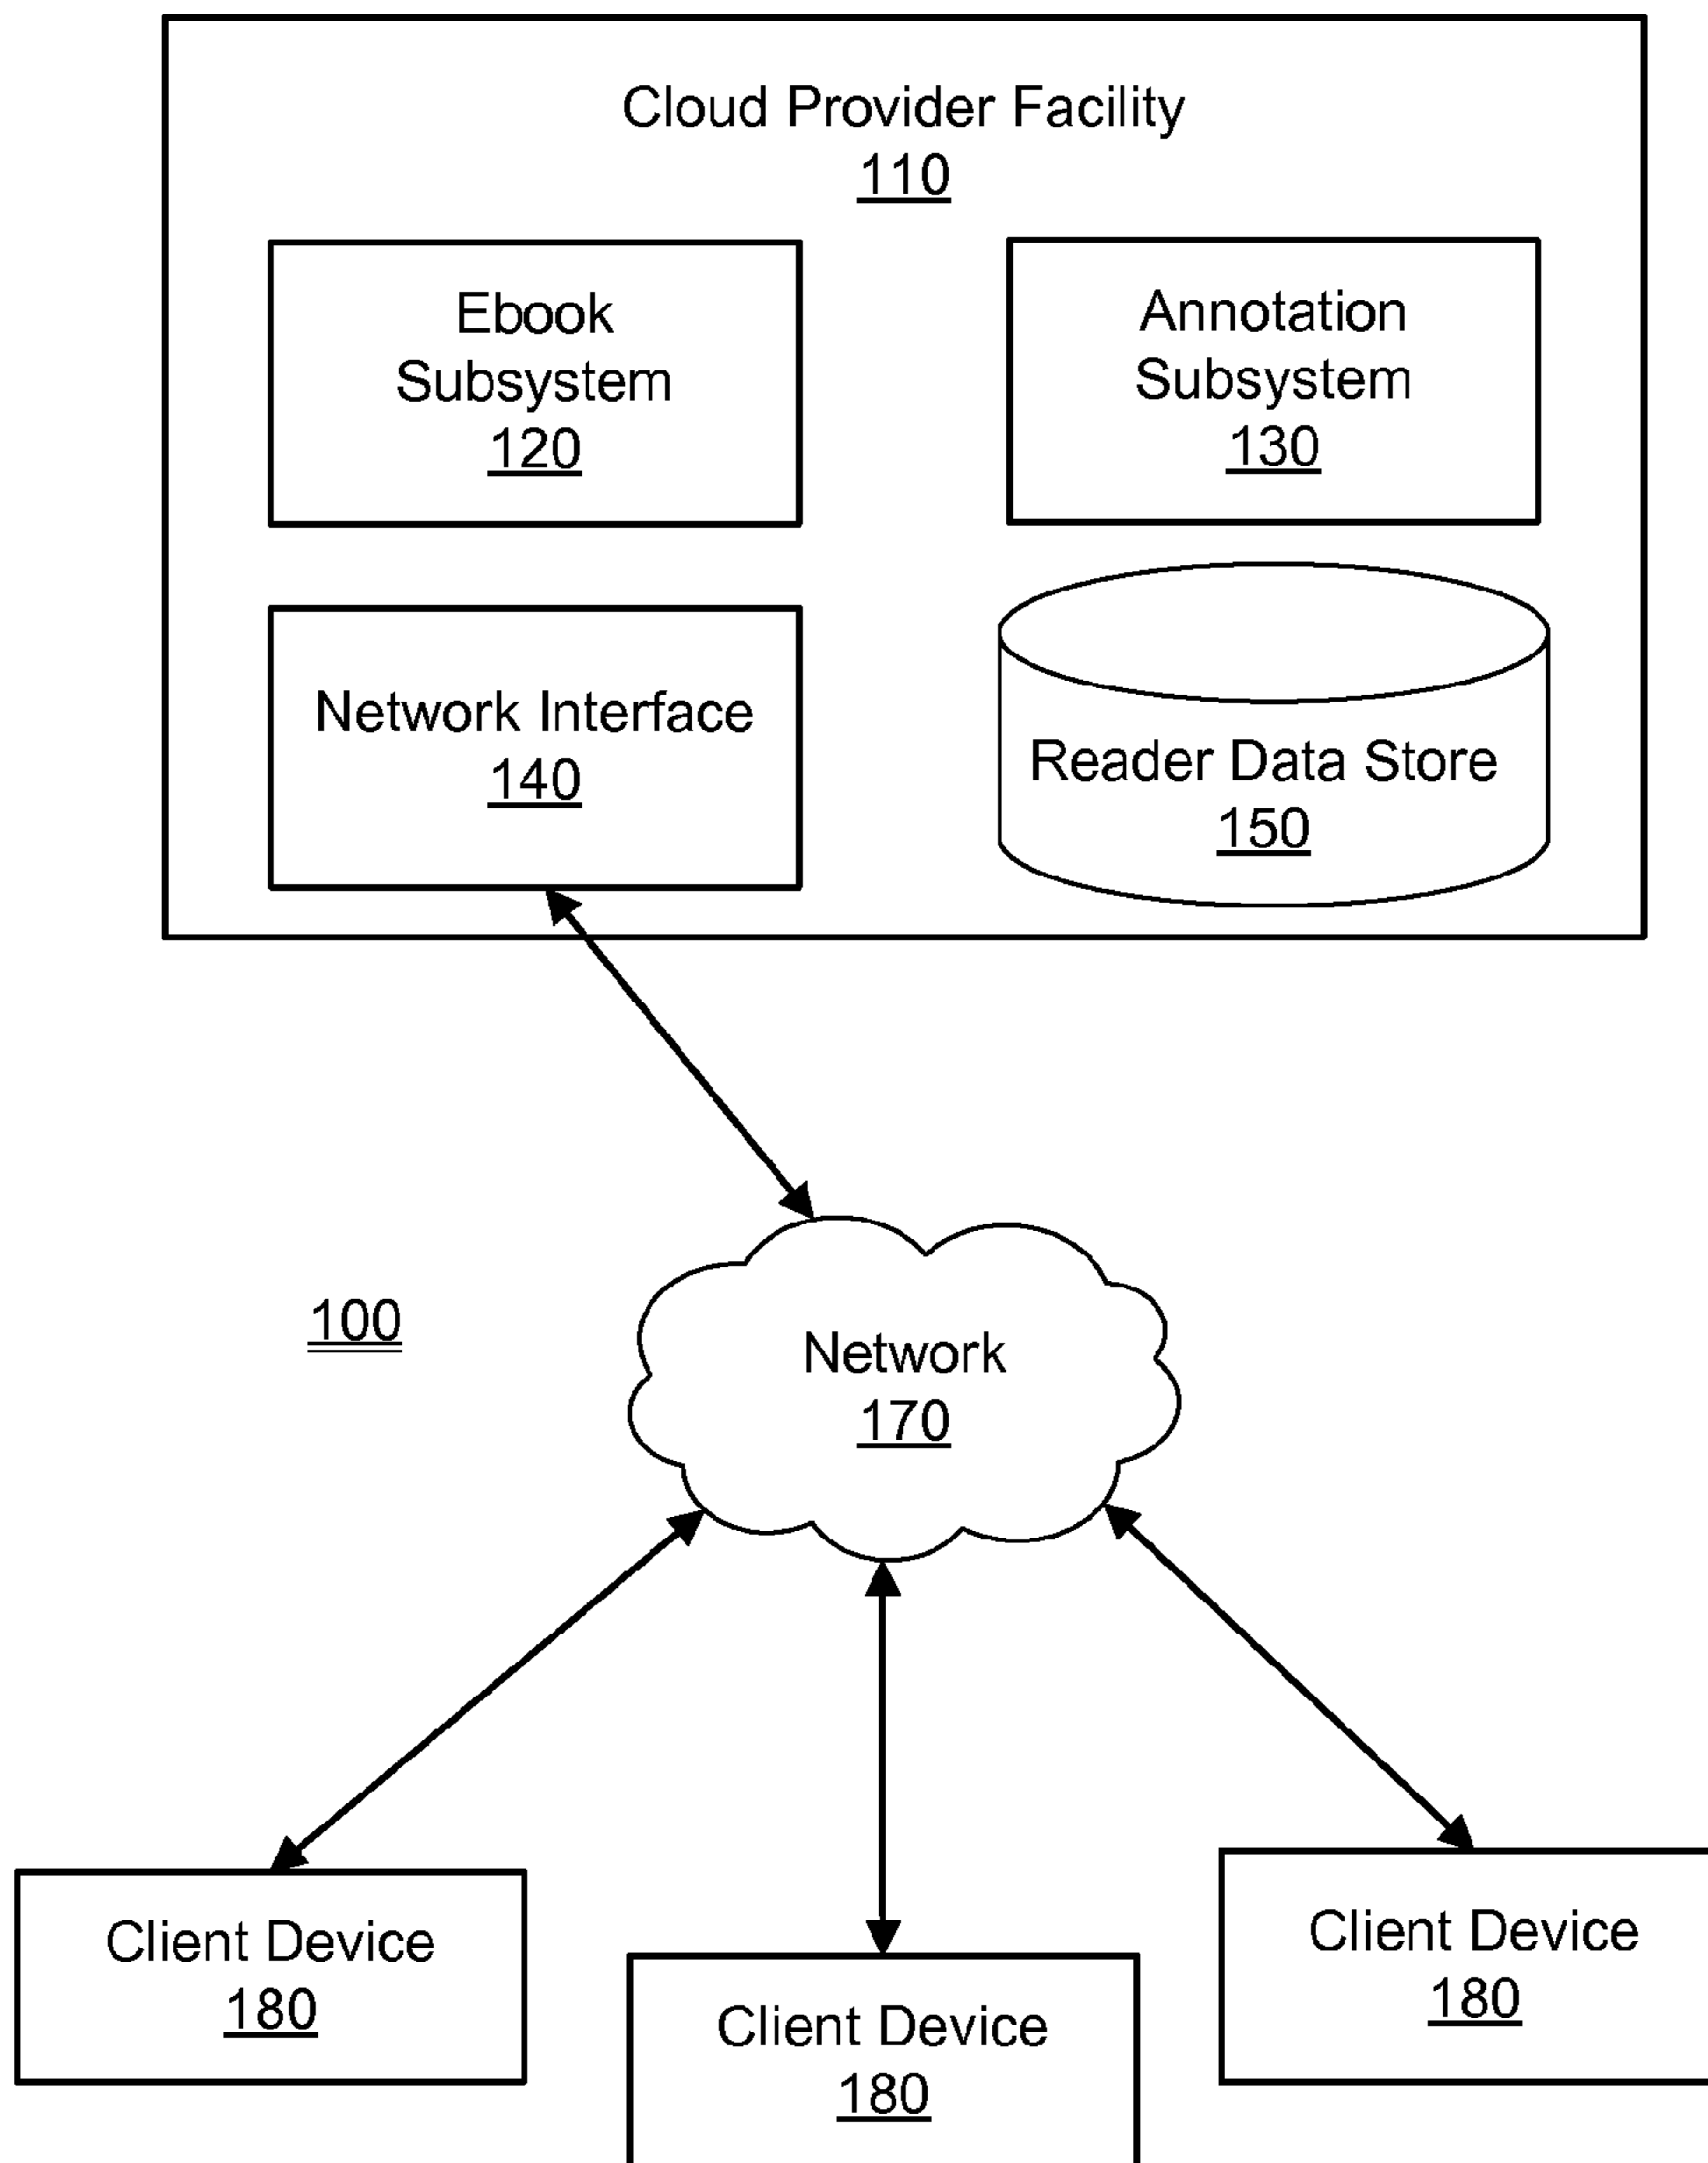 Cloud Provider Facility
110
Ebook
Subsystem
120
Annotation
Subsystem
130
Network Interface
140
Reader Data Store
150
100
Network
170
Client Device
180
Client Device
180
Client Device
180